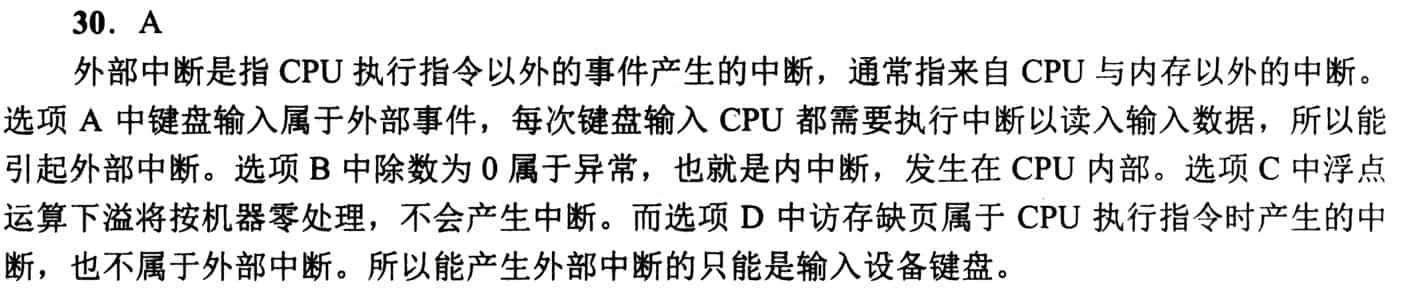 30. A
外部中断是指 CPU 执行指令以外的事件产生的中断，通常指来自 CPU 与内存以外的中断。
选项 A 中键盘输入属于外部事件，每次键盘输入 CPU 都需要执行中断以读入输入数据，所以能
引起外部中断。选项 B 中除数为 0 属于异常，也就是内中断，发生在 CPU 内部。选项 C 中浮点
运算下溢将按机器零处理，不会产生中断。而选项 D 中访存缺页属于 CPU 执行指令时产生的中
断，也不属于外部中断。所以能产生外部中断的只能是输入设备键盘。